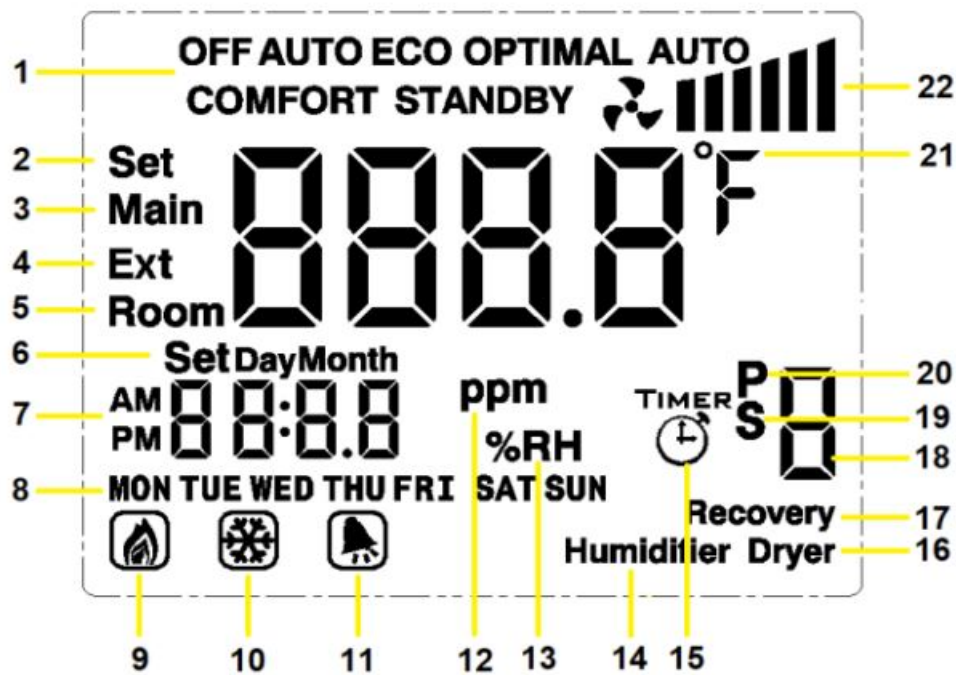 OFF AUTO ECO OPTIMAL AUTO
1
COMFORT STANDBY
22
2 Set 888.8 °F 21
3 Main
4 Ext
5 Room
6 Set Day Month
P 20
7 AM PM 88:8.8
ppm
TIMER
S 19
%RH
8 18
8 MON TUE WED THU FRI SAT SUN
Recovery 17
Humidifier Dryer 16
9 10 11 12 13 14 15